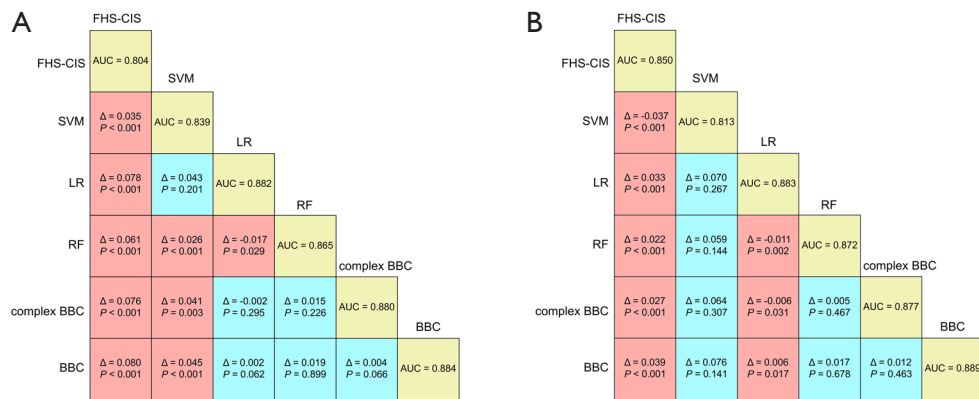 A
FHS-CIS
FHS-CIS
AUC = 0.804
SVM
SVM
Δ = 0.035
P < 0.001
AUC = 0.839
LR
LR
Δ = 0.078
P < 0.001
Δ = 0.043
P = 0.201
AUC = 0.882
RF
RF
Δ = 0.061
P < 0.001
Δ = 0.026
P < 0.001
Δ = -0.017
P = 0.029
AUC = 0.865
complex BBC
complex BBC
Δ = 0.076
P < 0.001
Δ = 0.041
P = 0.003
Δ = -0.002
P = 0.295
Δ = 0.015
P = 0.226
AUC = 0.880
BBC
BBC
Δ = 0.080
P < 0.001
Δ = 0.045
P < 0.001
Δ = 0.002
P = 0.062
Δ = 0.019
P = 0.899
Δ = 0.004
P = 0.066
AUC = 0.884
B
FHS-CIS
FHS-CIS
AUC = 0.850
SVM
SVM
Δ = -0.037
P < 0.001
AUC = 0.813
LR
LR
Δ = 0.033
P < 0.001
Δ = 0.070
P = 0.267
AUC = 0.883
RF
RF
Δ = 0.022
P < 0.001
Δ = 0.059
P = 0.144
Δ = -0.011
P = 0.002
AUC = 0.872
complex BBC
complex BBC
Δ = 0.027
P < 0.001
Δ = 0.064
P = 0.307
Δ = -0.006
P = 0.031
Δ = 0.005
P = 0.467
AUC = 0.877
BBC
BBC
Δ = 0.039
P < 0.001
Δ = 0.076
P = 0.141
Δ = 0.006
P = 0.017
Δ = 0.017
P = 0.678
Δ = 0.012
P = 0.463
AUC = 0.889